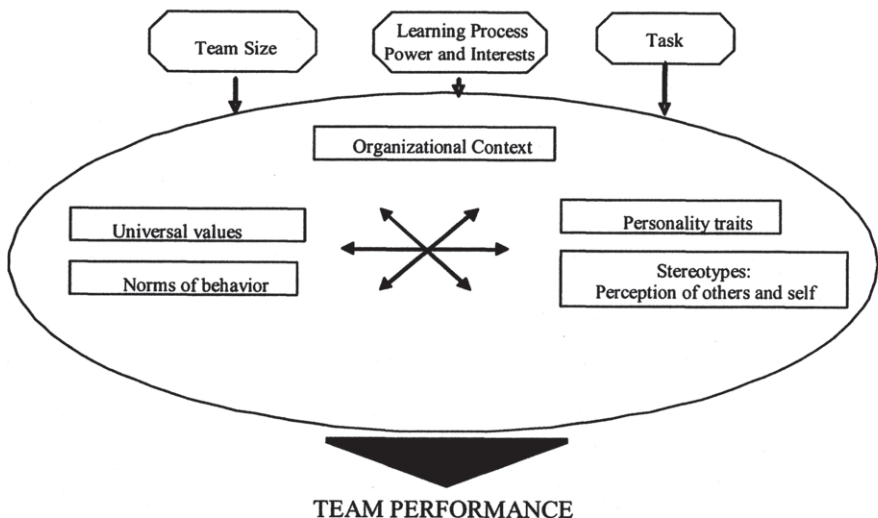 Team Size
Learning Process
Power and Interests
Task
Organizational Context
Universal values
Personality traits
Norms of behavior
Stereotypes:
Perception of others and self
TEAM PERFORMANCE